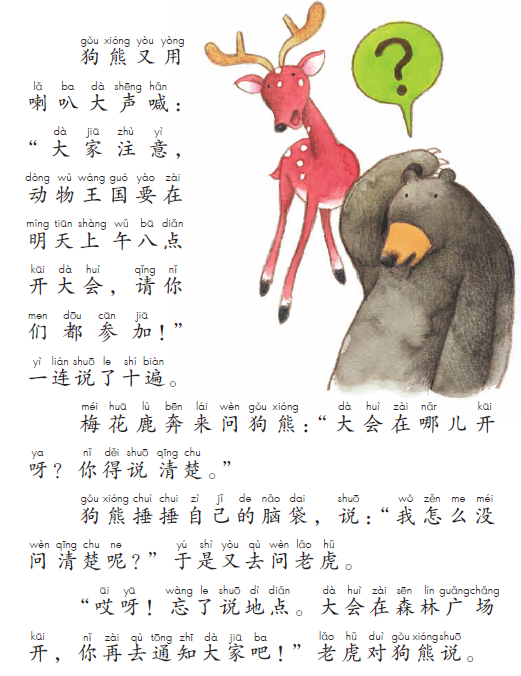 gǒu xióng yòu yòng
狗熊又用
lǎ ba dà shēng hǎn
喇叭大声喊：
dà jiā zhù yì
“大家注意，
dòng wù wáng guó yào zài
动物王国要在
míng tiān shàng wǔ bā diǎn
明天上午八点
kāi dà huì qǐng nǐ
开大会，请你
men dōu cān jiā
们都参加！”
yì lián shuō le shí biàn
一连说了十遍。
méi huā lù bēn lái wèn gǒu xióng dà huì zài nǎr kāi
梅花鹿奔来问狗熊：“大会在哪儿开
ya nǐ děi shuō qīng chu
呀？你得说清楚。”
gǒu xióng chuí chui zì jǐ de nǎo dai shuō wǒ zěn me méi
狗熊捶捶自己的脑袋，说：“我怎么没
wèn qīng chu ne yú shì yòu qù wèn lǎo hǔ
问清楚呢？”于是又去问老虎。
āi yā wàng le shuō dì diǎn dà huì zài sēn lín guǎng chǎng
“哎呀！忘了说地点。大会在森林广场
kāi nǐ zài qù tōng zhī dà jiā ba lǎo hǔ duì gǒu xióng shuō
开，你再去通知大家吧！”老虎对狗熊说。
?